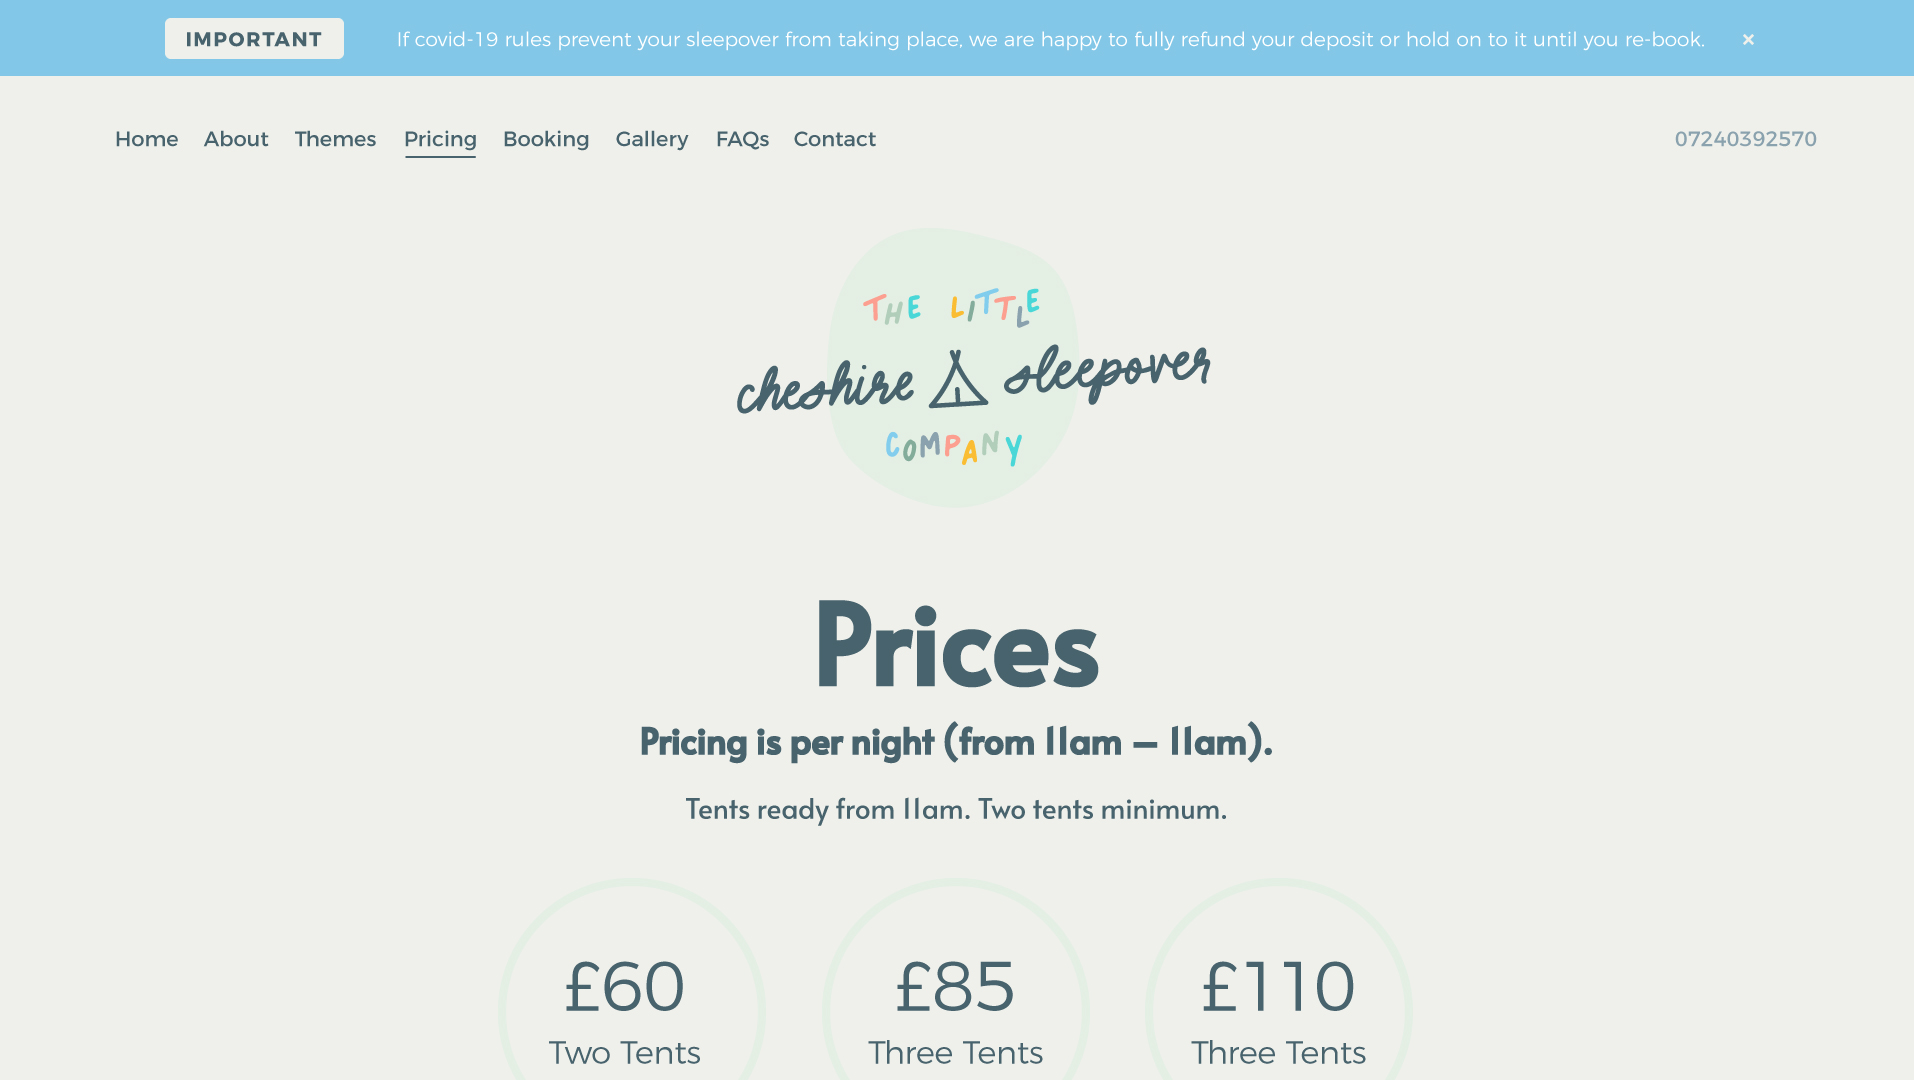 IMPORTANT
If covid-19 rules prevent your sleepover from taking place, we are happy to fully refund your deposit or hold on to it until you re-book.
×
Home About Themes Pricing Booking Gallery FAQs Contact
07240392570
THE LITTLE
cheshire sleepover
COMPANY
Prices
Pricing is per night (from 11am – 11am).
Tents ready from 11am. Two tents minimum.
£60 £85 £110
Two Tents Three Tents Three Tents